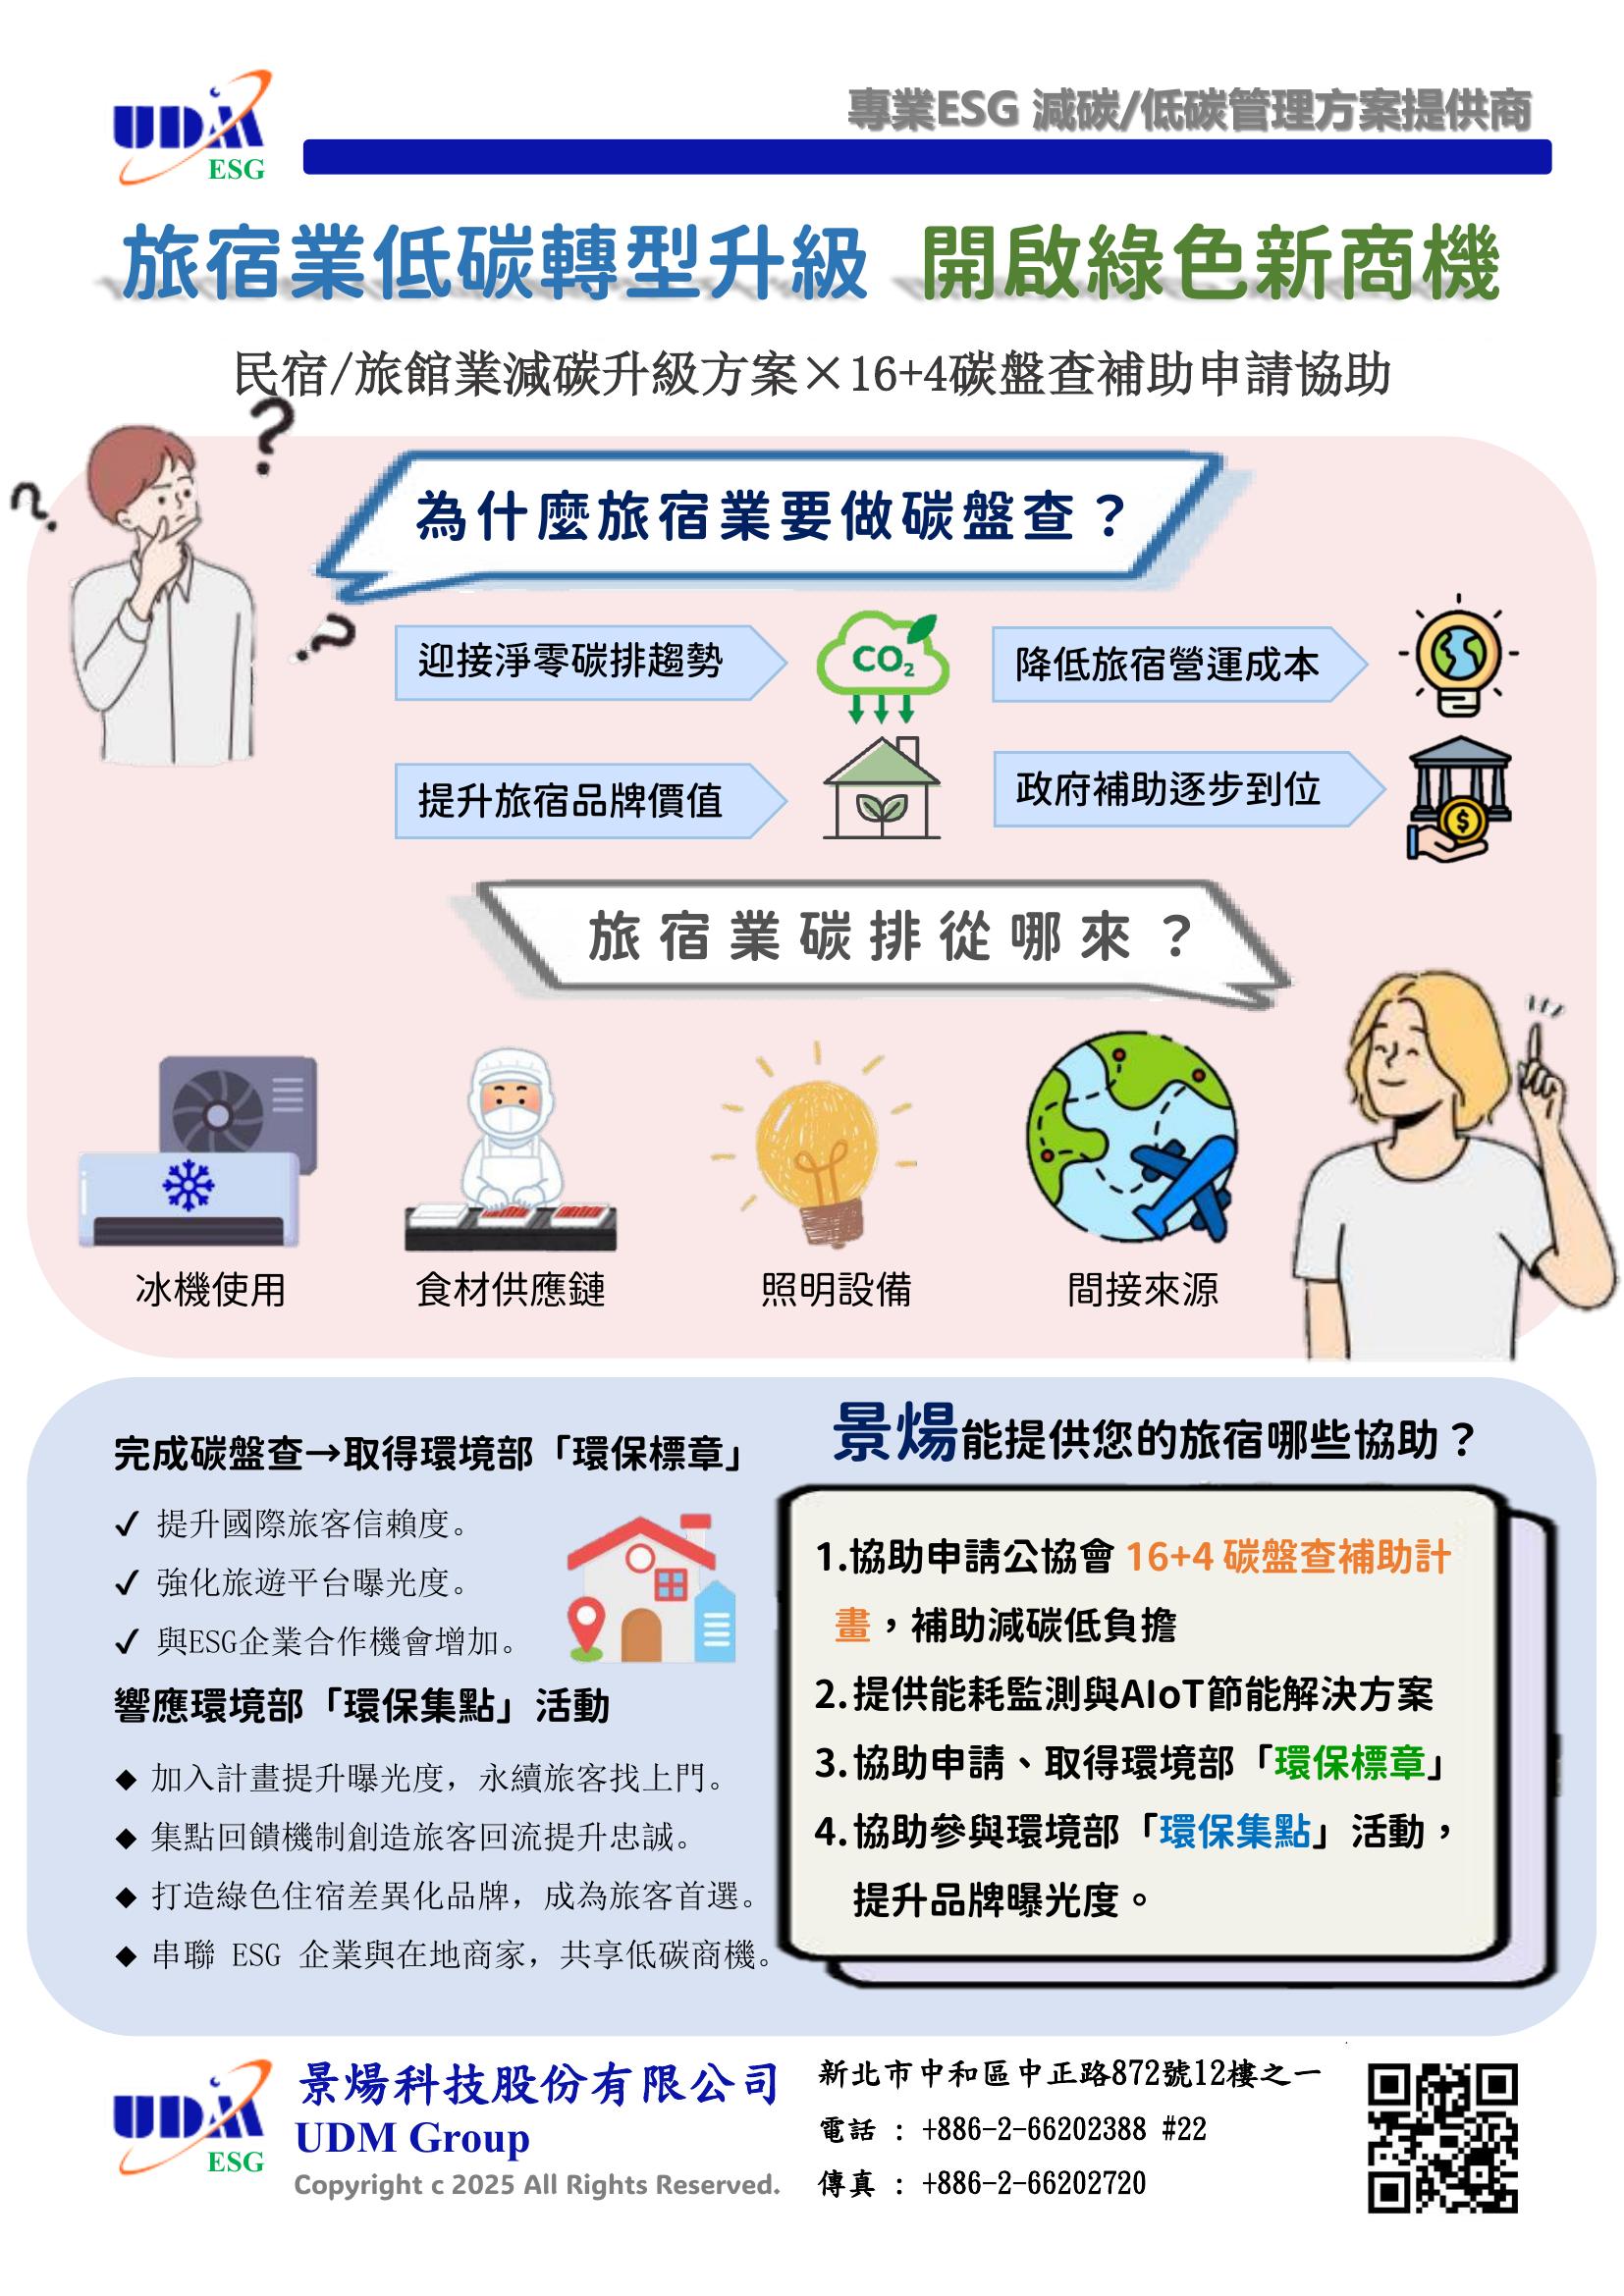 UDM
ESG
專業ESG 減碳/低碳管理方案提供商
旅宿業低碳轉型升級 開啟綠色新商機
民宿/旅館業減碳升級方案×16+4碳盤查補助申請協助
為什麼旅宿業要做碳盤查？
迎接淨零碳排趨勢
CO₂
降低旅宿營運成本
提升旅宿品牌價值
政府補助逐步到位
旅宿業碳排從哪來？
冰機使用
食材供應鏈
照明設備
間接來源
完成碳盤查→取得環境部「環保標章」
✓ 提升國際旅客信賴度。
✓ 強化旅遊平台曝光度。
✓ 與ESG企業合作機會增加。
響應環境部「環保集點」活動
◆ 加入計畫提升曝光度，永續旅客找上門。
◆ 集點回饋機制創造旅客回流提升忠誠。
◆ 打造綠色住宿差異化品牌，成為旅客首選。
◆ 串聯 ESG 企業與在地商家，共享低碳商機。
景煬能提供您的旅宿哪些協助？
1.協助申請公協會 16+4 碳盤查補助計
畫，補助減碳低負擔
2.提供能耗監測與AIoT節能解決方案
3.協助申請、取得環境部「環保標章」
4.協助參與環境部「環保集點」活動，
提升品牌曝光度。
UDM
ESG
景煬科技股份有限公司
UDM Group
Copyright c 2025 All Rights Reserved.
新北市中和區中正路872號12樓之一
電話 : +886-2-66202388 #22
傳真 : +886-2-66202720